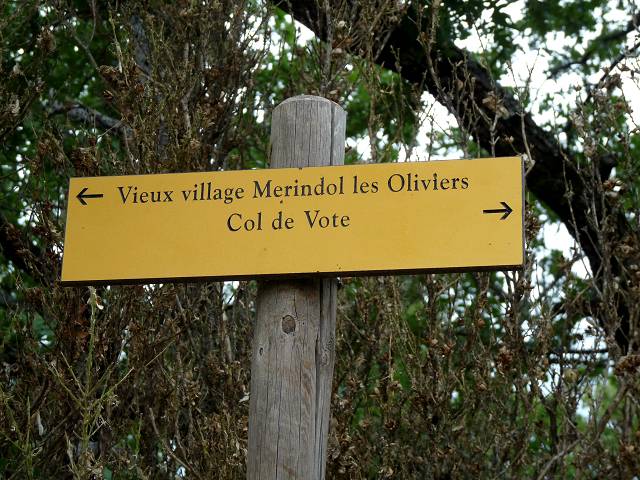 ← Vieux village Merindol les Oliviers
Col de Vote →